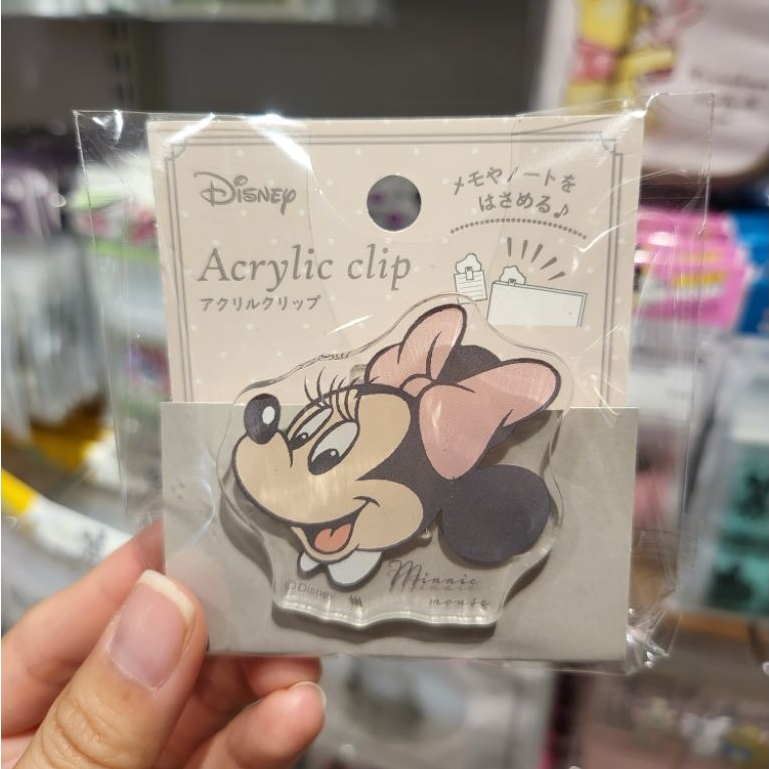 Disney
メモやノートを
はさめる♪
Acrylic clip
アクリルクリップ
©Disney
Minnie
mouse